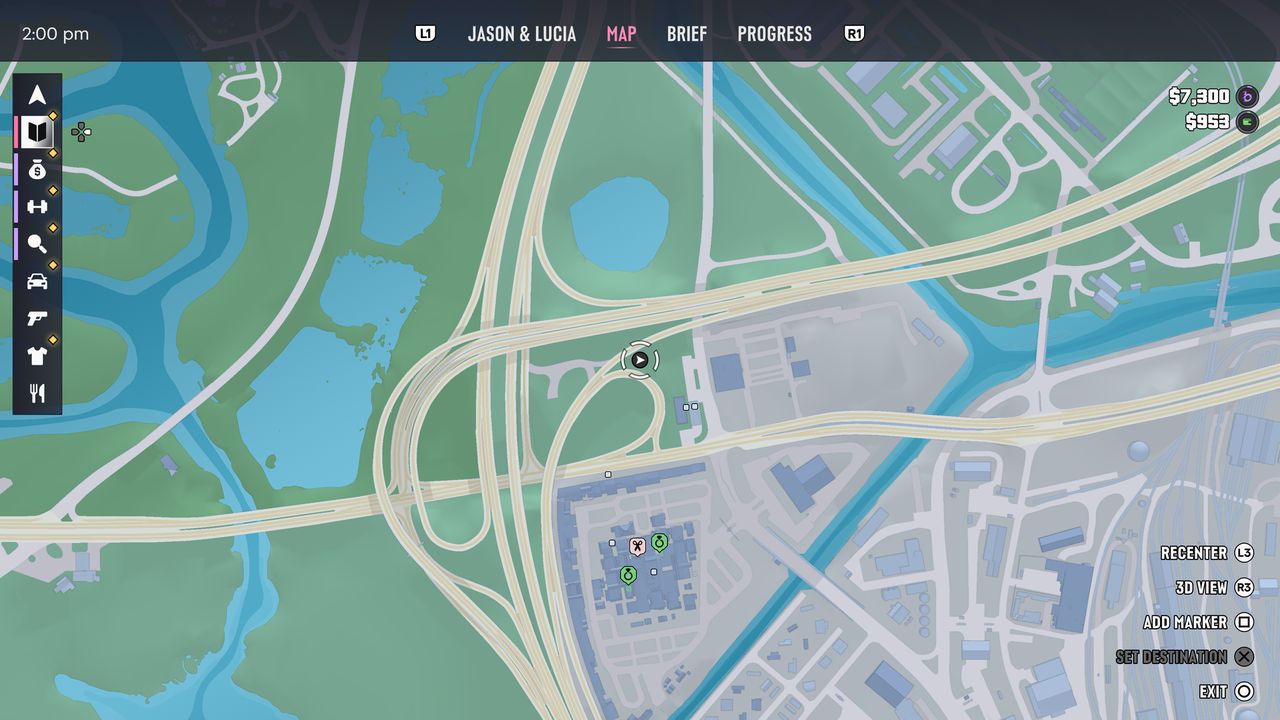 2:00 pm
L1 JASON & LUCIA MAP BRIEF PROGRESS R1
$7,300
$953
RECENTER L3
3D VIEW R3
ADD MARKER
SET DESTINATION
EXIT